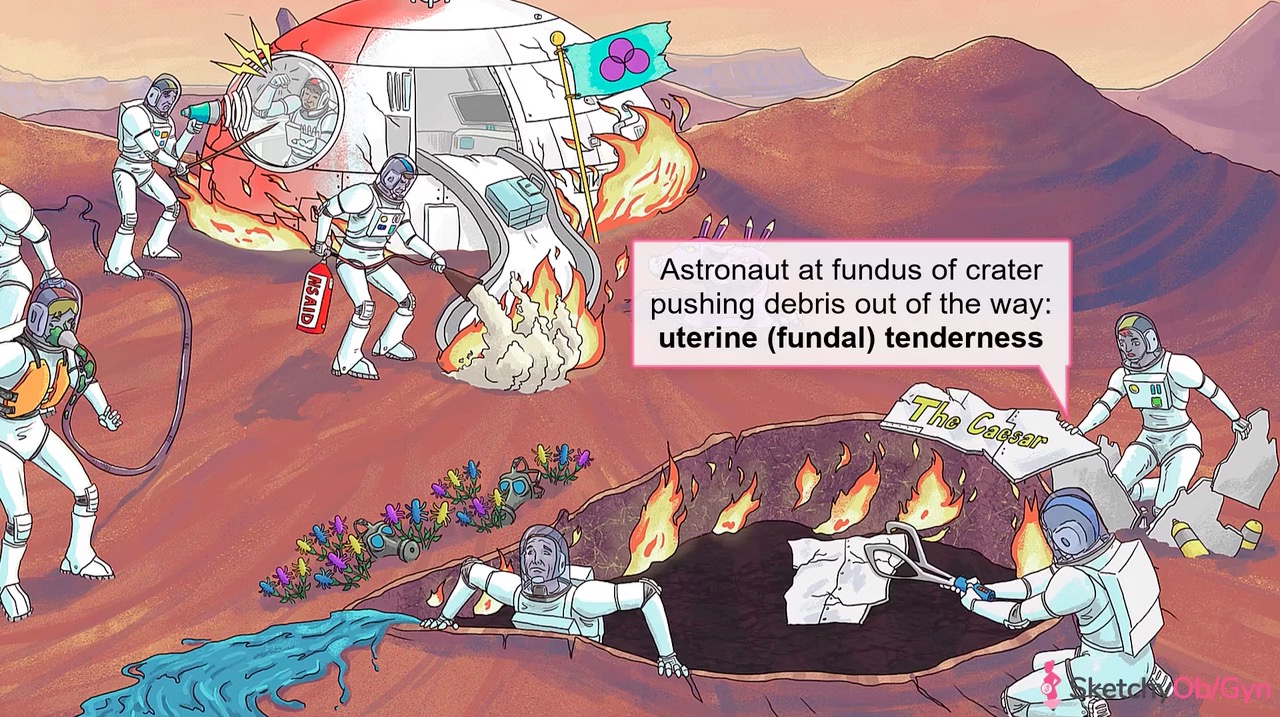 NSAID
Astronaut at fundus of crater
pushing debris out of the way:
uterine (fundal) tenderness
The Caesar
SketchyOb/Gyn